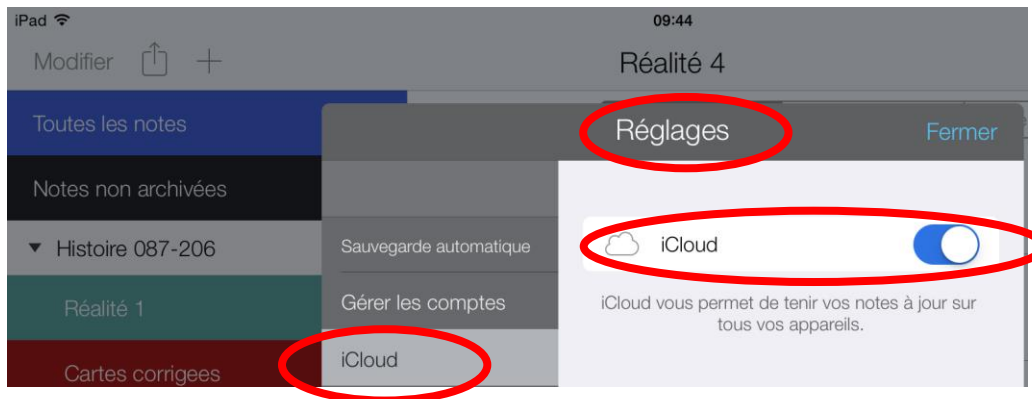 iPad 09:44
Modifier Réalité 4
Toutes les notes
Réglages Fermer
Notes non archivées
Histoire 087-206
Sauvegarde automatique
iCloud
Réalité 1
Gérer les comptes
iCloud vous permet de tenir vos notes à jour sur
tous vos appareils.
iCloud
Cartes corrigees